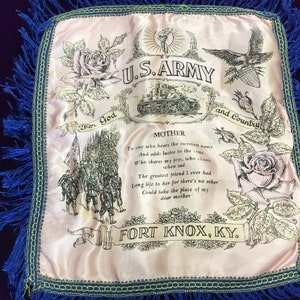 U.S. ARMY
For God and Country
MOTHER
To one who bears the sweetest name
And adds lustre to the same
Who shares my joys, who cheers
when sad
The greatest friend I ever had
Long life to her for there's no other
Could take the place of my
dear mother
FORT KNOX, KY.